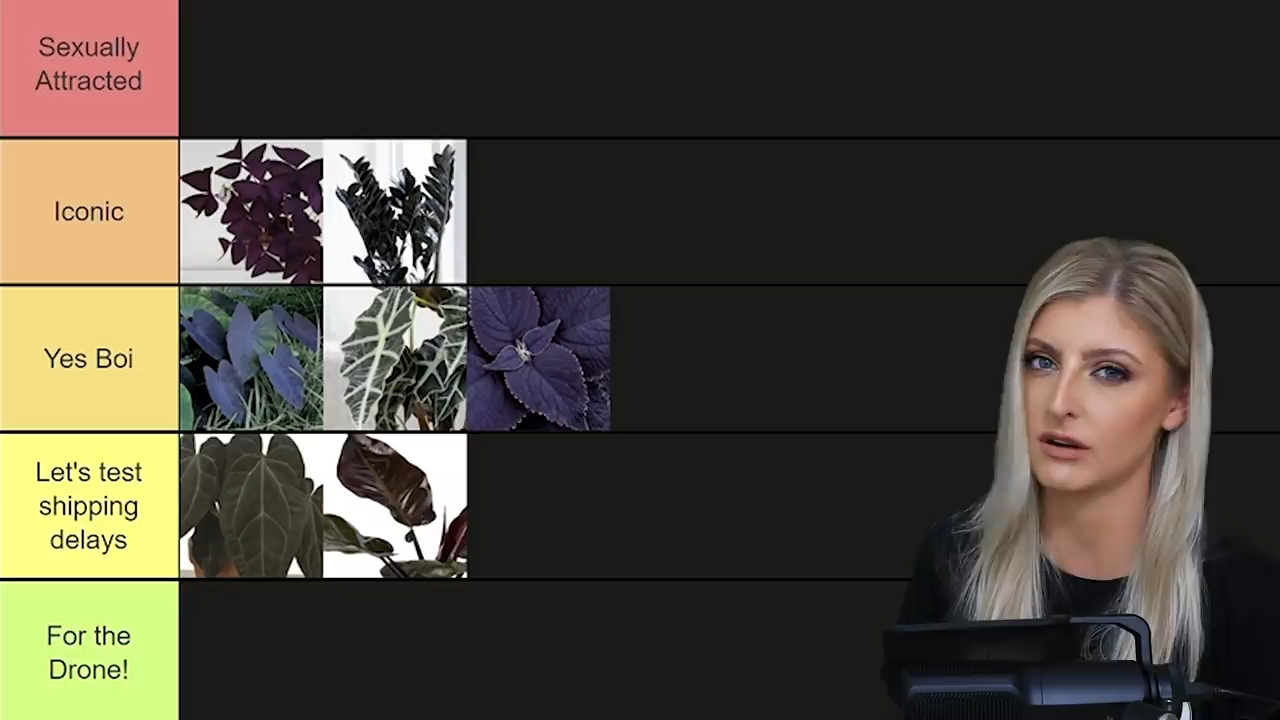 Sexually
Attracted
Iconic
Yes Boi
Let's test
shipping
delays
For the
Drone!